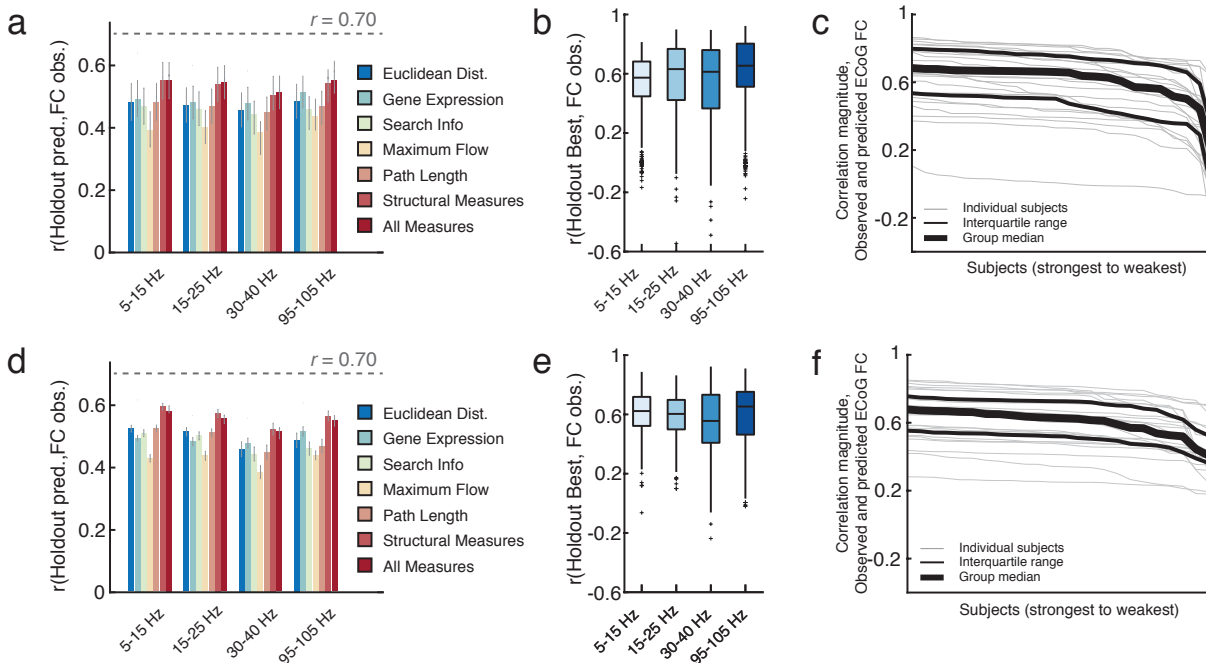 a
r = 0.70
r(Holdout pred.,FC obs.)
0.6
0.4
0.2
0
5-15 Hz
15-25 Hz
30-40 Hz
95-105 Hz
Euclidean Dist.
Gene Expression
Search Info
Maximum Flow
Path Length
Structural Measures
All Measures
b
r(Holdout Best, FC obs.)
1
0.6
0.2
-0.2
-0.6
5-15 Hz
15-25 Hz
30-40 Hz
95-105 Hz
c
Correlation magnitude,
Observed and predicted ECoG FC
1
0.6
0.2
-0.2
Individual subjects
Interquartile range
Group median
Subjects (strongest to weakest)
d
r = 0.70
r(Holdout pred.,FC obs.)
0.6
0.4
0.2
0
5-15 Hz
15-25 Hz
30-40 Hz
95-105 Hz
Euclidean Dist.
Gene Expression
Search Info
Maximum Flow
Path Length
Structural Measures
All Measures
e
r(Holdout Best, FC obs.)
1
0.6
0.2
-0.2
-0.6
5-15 Hz
15-25 Hz
30-40 Hz
95-105 Hz
f
Correlation magnitude,
Observed and predicted ECoG FC
1
0.6
0.2
-0.2
Individual subjects
Interquartile range
Group median
Subjects (strongest to weakest)